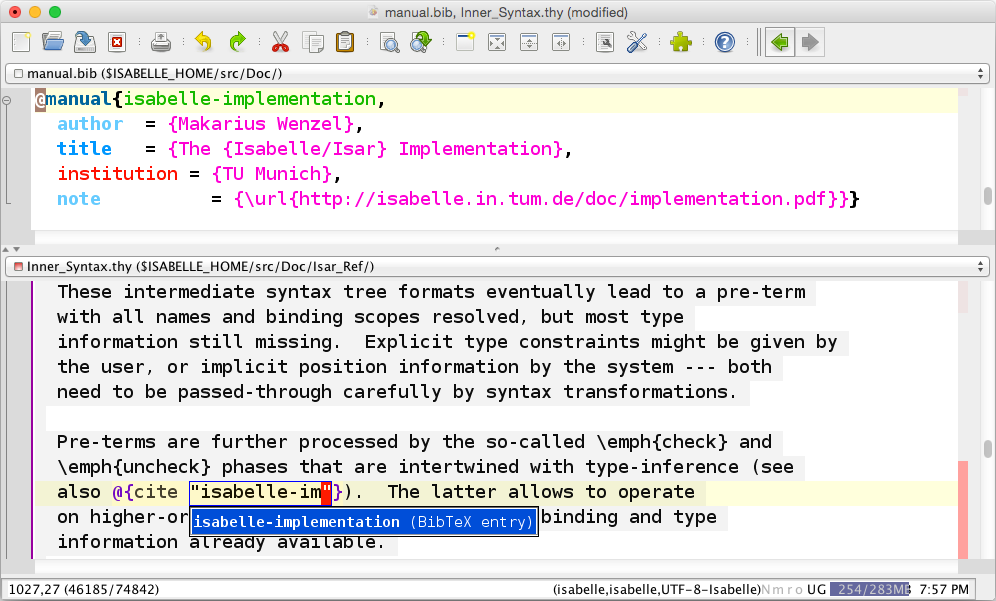 manual.bib, Inner_Syntax.thy (modified)
manual.bib ($ISABELLE_HOME/src/Doc/)
@manual{isabelle-implementation,
author = {Makarius Wenzel},
title = {The {Isabelle/Isar} Implementation},
institution = {TU Munich},
note = {\url{http://isabelle.in.tum.de/doc/implementation.pdf}}}
Inner_Syntax.thy ($ISABELLE_HOME/src/Doc/Isar_Ref/)
These intermediate syntax tree formats eventually lead to a pre-term
with all names and binding scopes resolved, but most type
information still missing. Explicit type constraints might be given by
the user, or implicit position information by the system --- both
need to be passed-through carefully by syntax transformations.
Pre-terms are further processed by the so-called \emph{check} and
\emph{uncheck} phases that are intertwined with type-inference (see
also @{cite "isabelle-im"}). The latter allows to operate
on higher-or binding and type
isabelle-implementation (BibTeX entry)
information already available.
1027,27 (46185/74842) (isabelle,isabelle,UTF-8-Isabelle)N m r o UG 254/283MB 7:57 PM